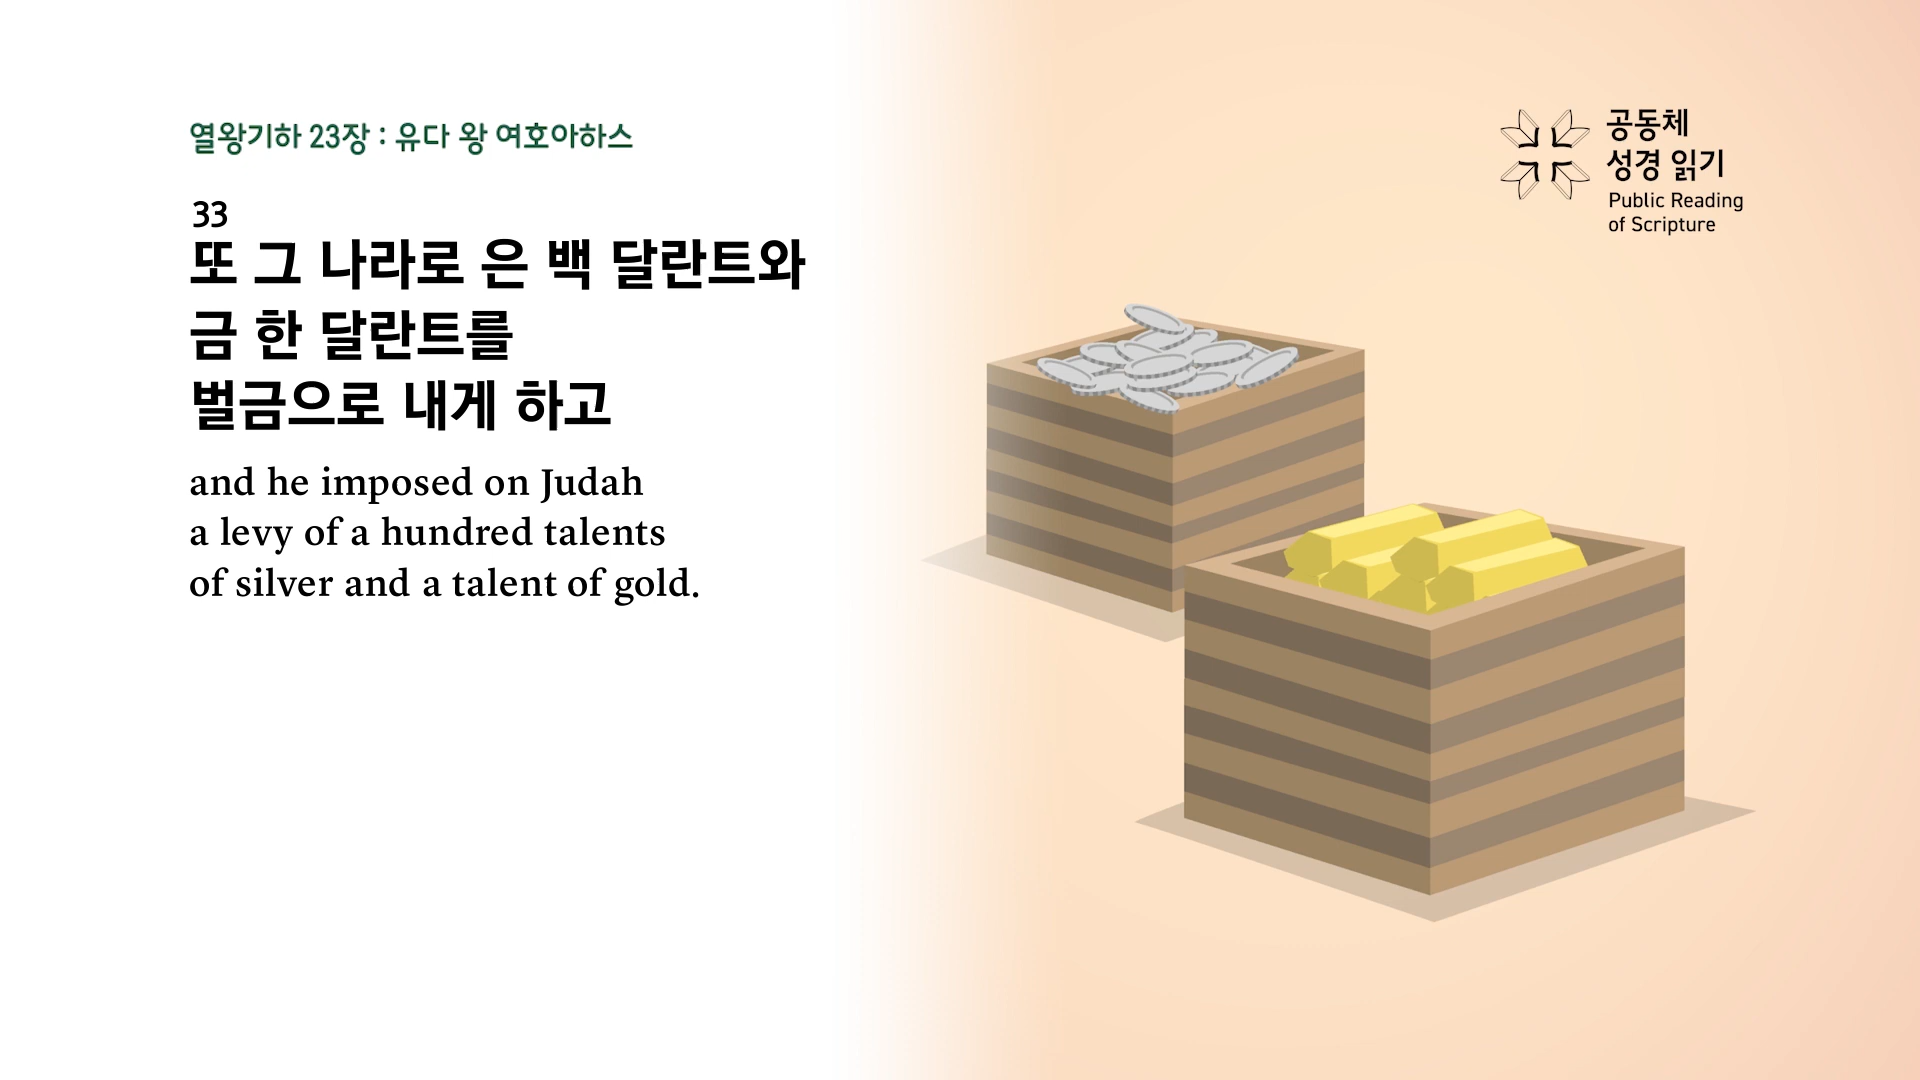 열왕기하 23장 : 유다 왕 여호아하스
33
또 그 나라로 은 백 달란트와
금 한 달란트를
벌금으로 내게 하고
and he imposed on Judah
a levy of a hundred talents
of silver and a talent of gold.
공동체
성경 읽기
Public Reading
of Scripture